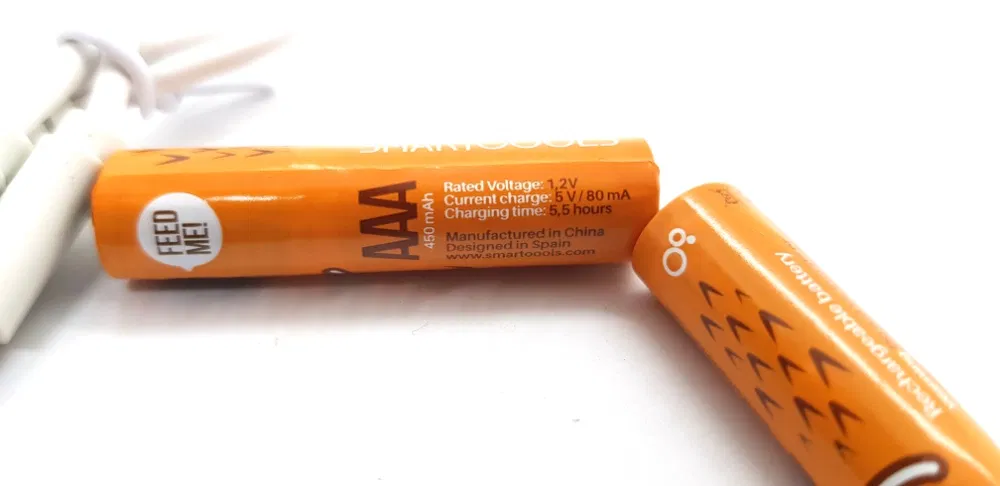 SMARTOOOLS
FEED
ME!
AAA
450 mAh
Rated Voltage: 1,2V
Current charge: 5 V / 80 mA
Charging time: 5,5 hours
Manufactured in China
Designed in Spain
www.smartoools.com
Rechargeable battery